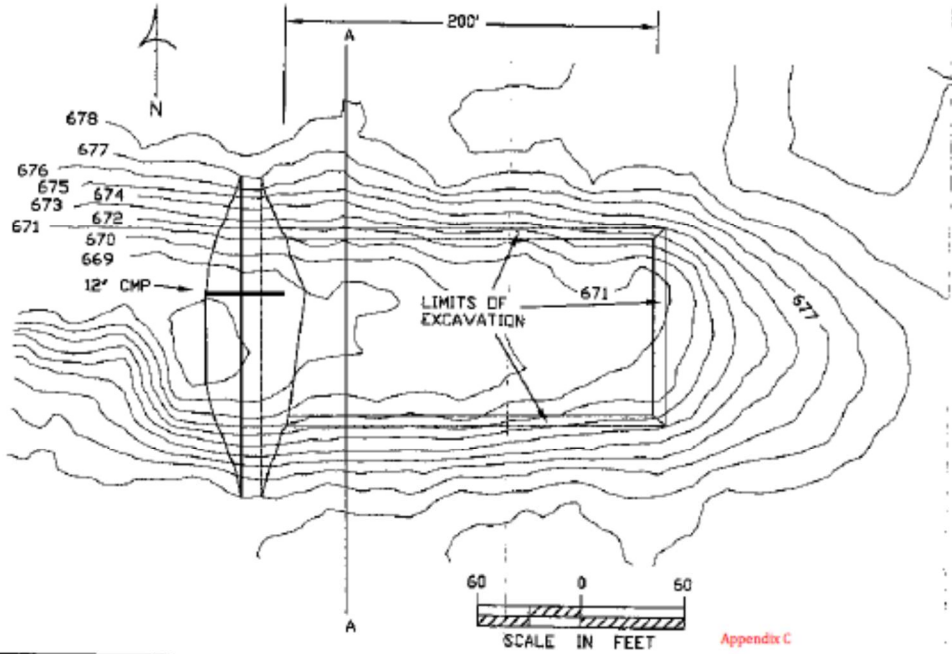 200'
A
N
678
677
676
675
674
673
672
671
670
669
12" CMP
LIMITS OF
EXCAVATION
671
677
60 0 60
SCALE IN FEET
A
Appendix C